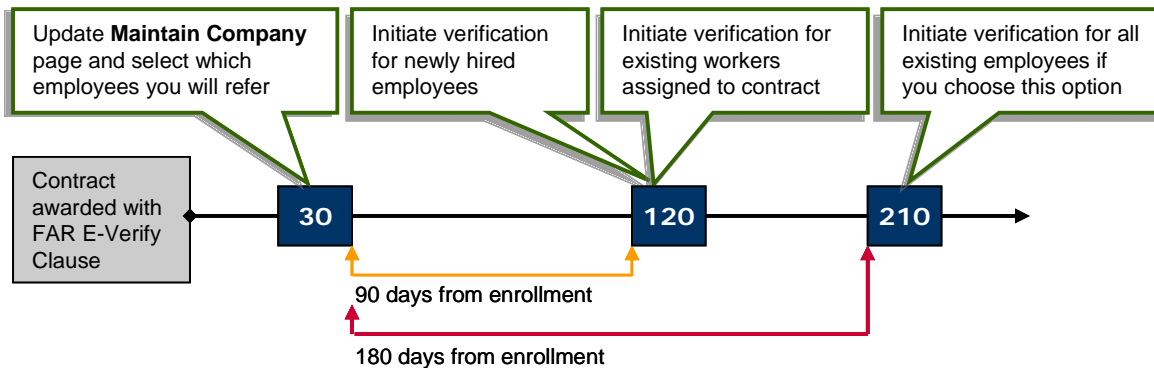 Update Maintain Company
page and select which
employees you will refer
Initiate verification
for newly hired
employees
Initiate verification for
existing workers
assigned to contract
Initiate verification for all
existing employees if
you choose this option
Contract
awarded with
FAR E-Verify
Clause
30
120
210
90 days from enrollment
180 days from enrollment